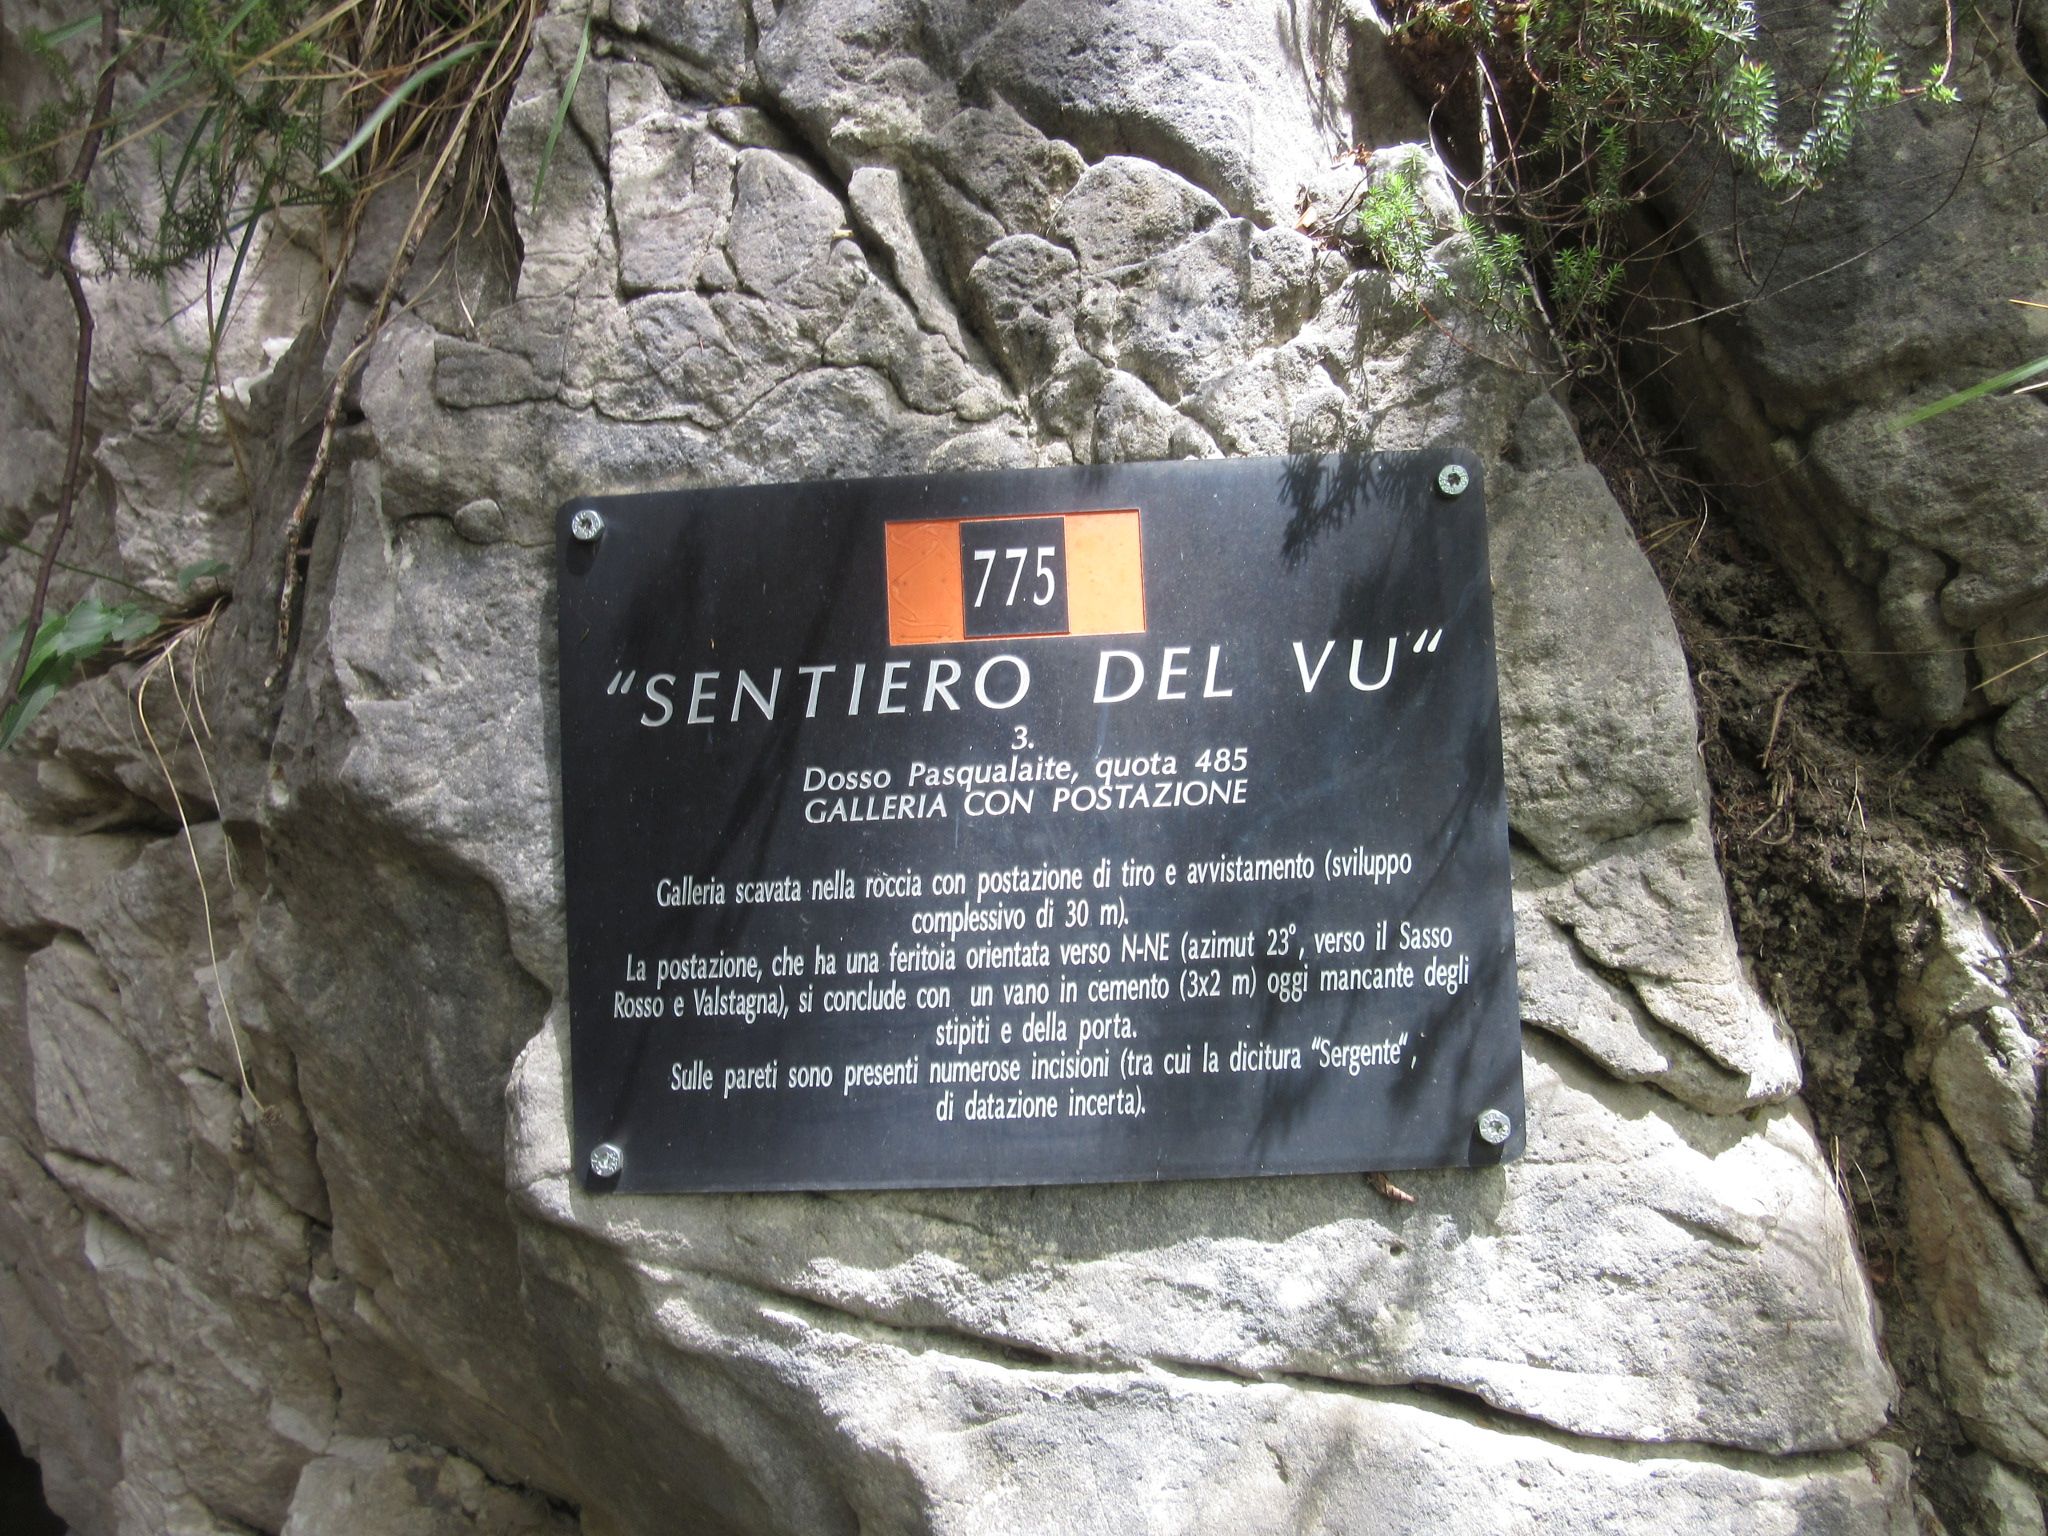 775
"SENTIERO DEL VU"
3.
Dosso Pasqualaite, quota 485
GALLERIA CON POSTAZIONE
Galleria scavata nella roccia con postazione di tiro e avvistamento (sviluppo
complessivo di 30 m).
La postazione, che ha una feritoia orientata verso N-NE (azimut 23°, verso il Sasso
Rosso e Valstagna), si conclude con un vano in cemento (3x2 m) oggi mancante degli
stipiti e della porta.
Sulle pareti sono presenti numerose incisioni (tra cui la dicitura "Sergente",
di datazione incerta).